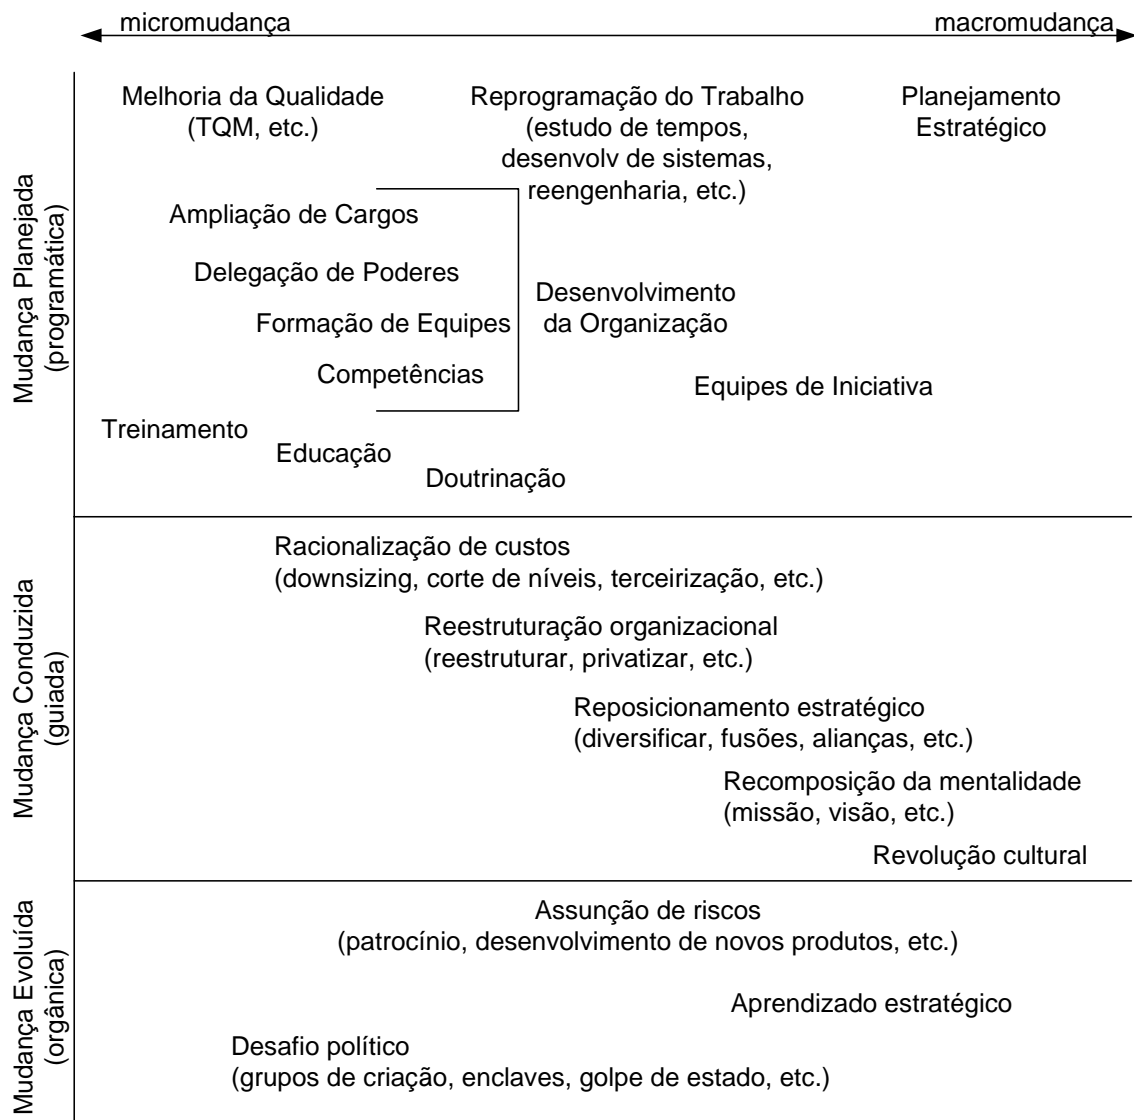 micromudança
macromudança
Mudança Planejada
(programática)
Melhoria da Qualidade
(TQM, etc.)
Reprogramação do Trabalho
(estudo de tempos,
desenvolv de sistemas,
reengenharia, etc.)
Planejamento
Estratégico
Ampliação de Cargos
Delegação de Poderes
Formação de Equipes
Competências
Desenvolvimento
da Organização
Equipes de Iniciativa
Treinamento
Educação
Doutrinação
Mudança Conduzida
(guiada)
Racionalização de custos
(downsizing, corte de níveis, terceirização, etc.)
Reestruturação organizacional
(reestruturar, privatizar, etc.)
Reposicionamento estratégico
(diversificar, fusões, alianças, etc.)
Recomposição da mentalidade
(missão, visão, etc.)
Revolução cultural
Mudança Evoluída
(orgânica)
Assunção de riscos
(patrocínio, desenvolvimento de novos produtos, etc.)
Aprendizado estratégico
Desafio político
(grupos de criação, enclaves, golpe de estado, etc.)